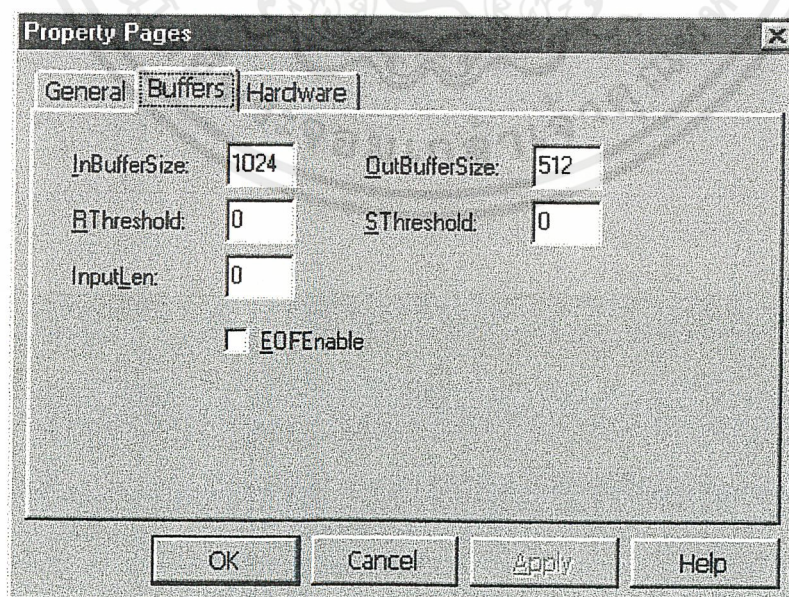 Property Pages
General Buffers Hardware
InBufferSize: 1024 OutBufferSize: 512
RThreshold: 0 SThreshold: 0
InputLen: 0
EOFEnable
OK Cancel Apply Help